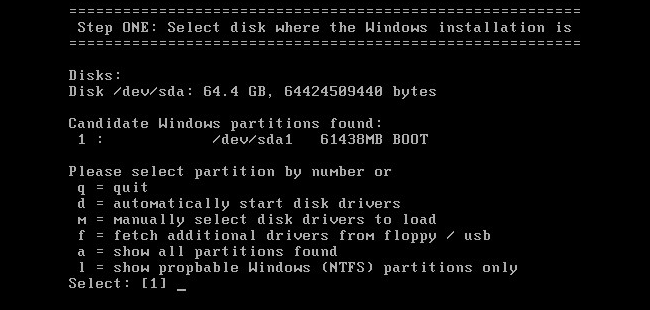 =========================================================
Step ONE: Select disk where the Windows installation is
=========================================================
Disks:
Disk /dev/sda: 64.4 GB, 64424509440 bytes
Candidate Windows partitions found:
1 : /dev/sda1 61438MB BOOT
Please select partition by number or
q = quit
d = automatically start disk drivers
m = manually select disk drivers to load
f = fetch additional drivers from floppy / usb
a = show all partitions found
l = show propbable Windows (NTFS) partitions only
Select: [1] _